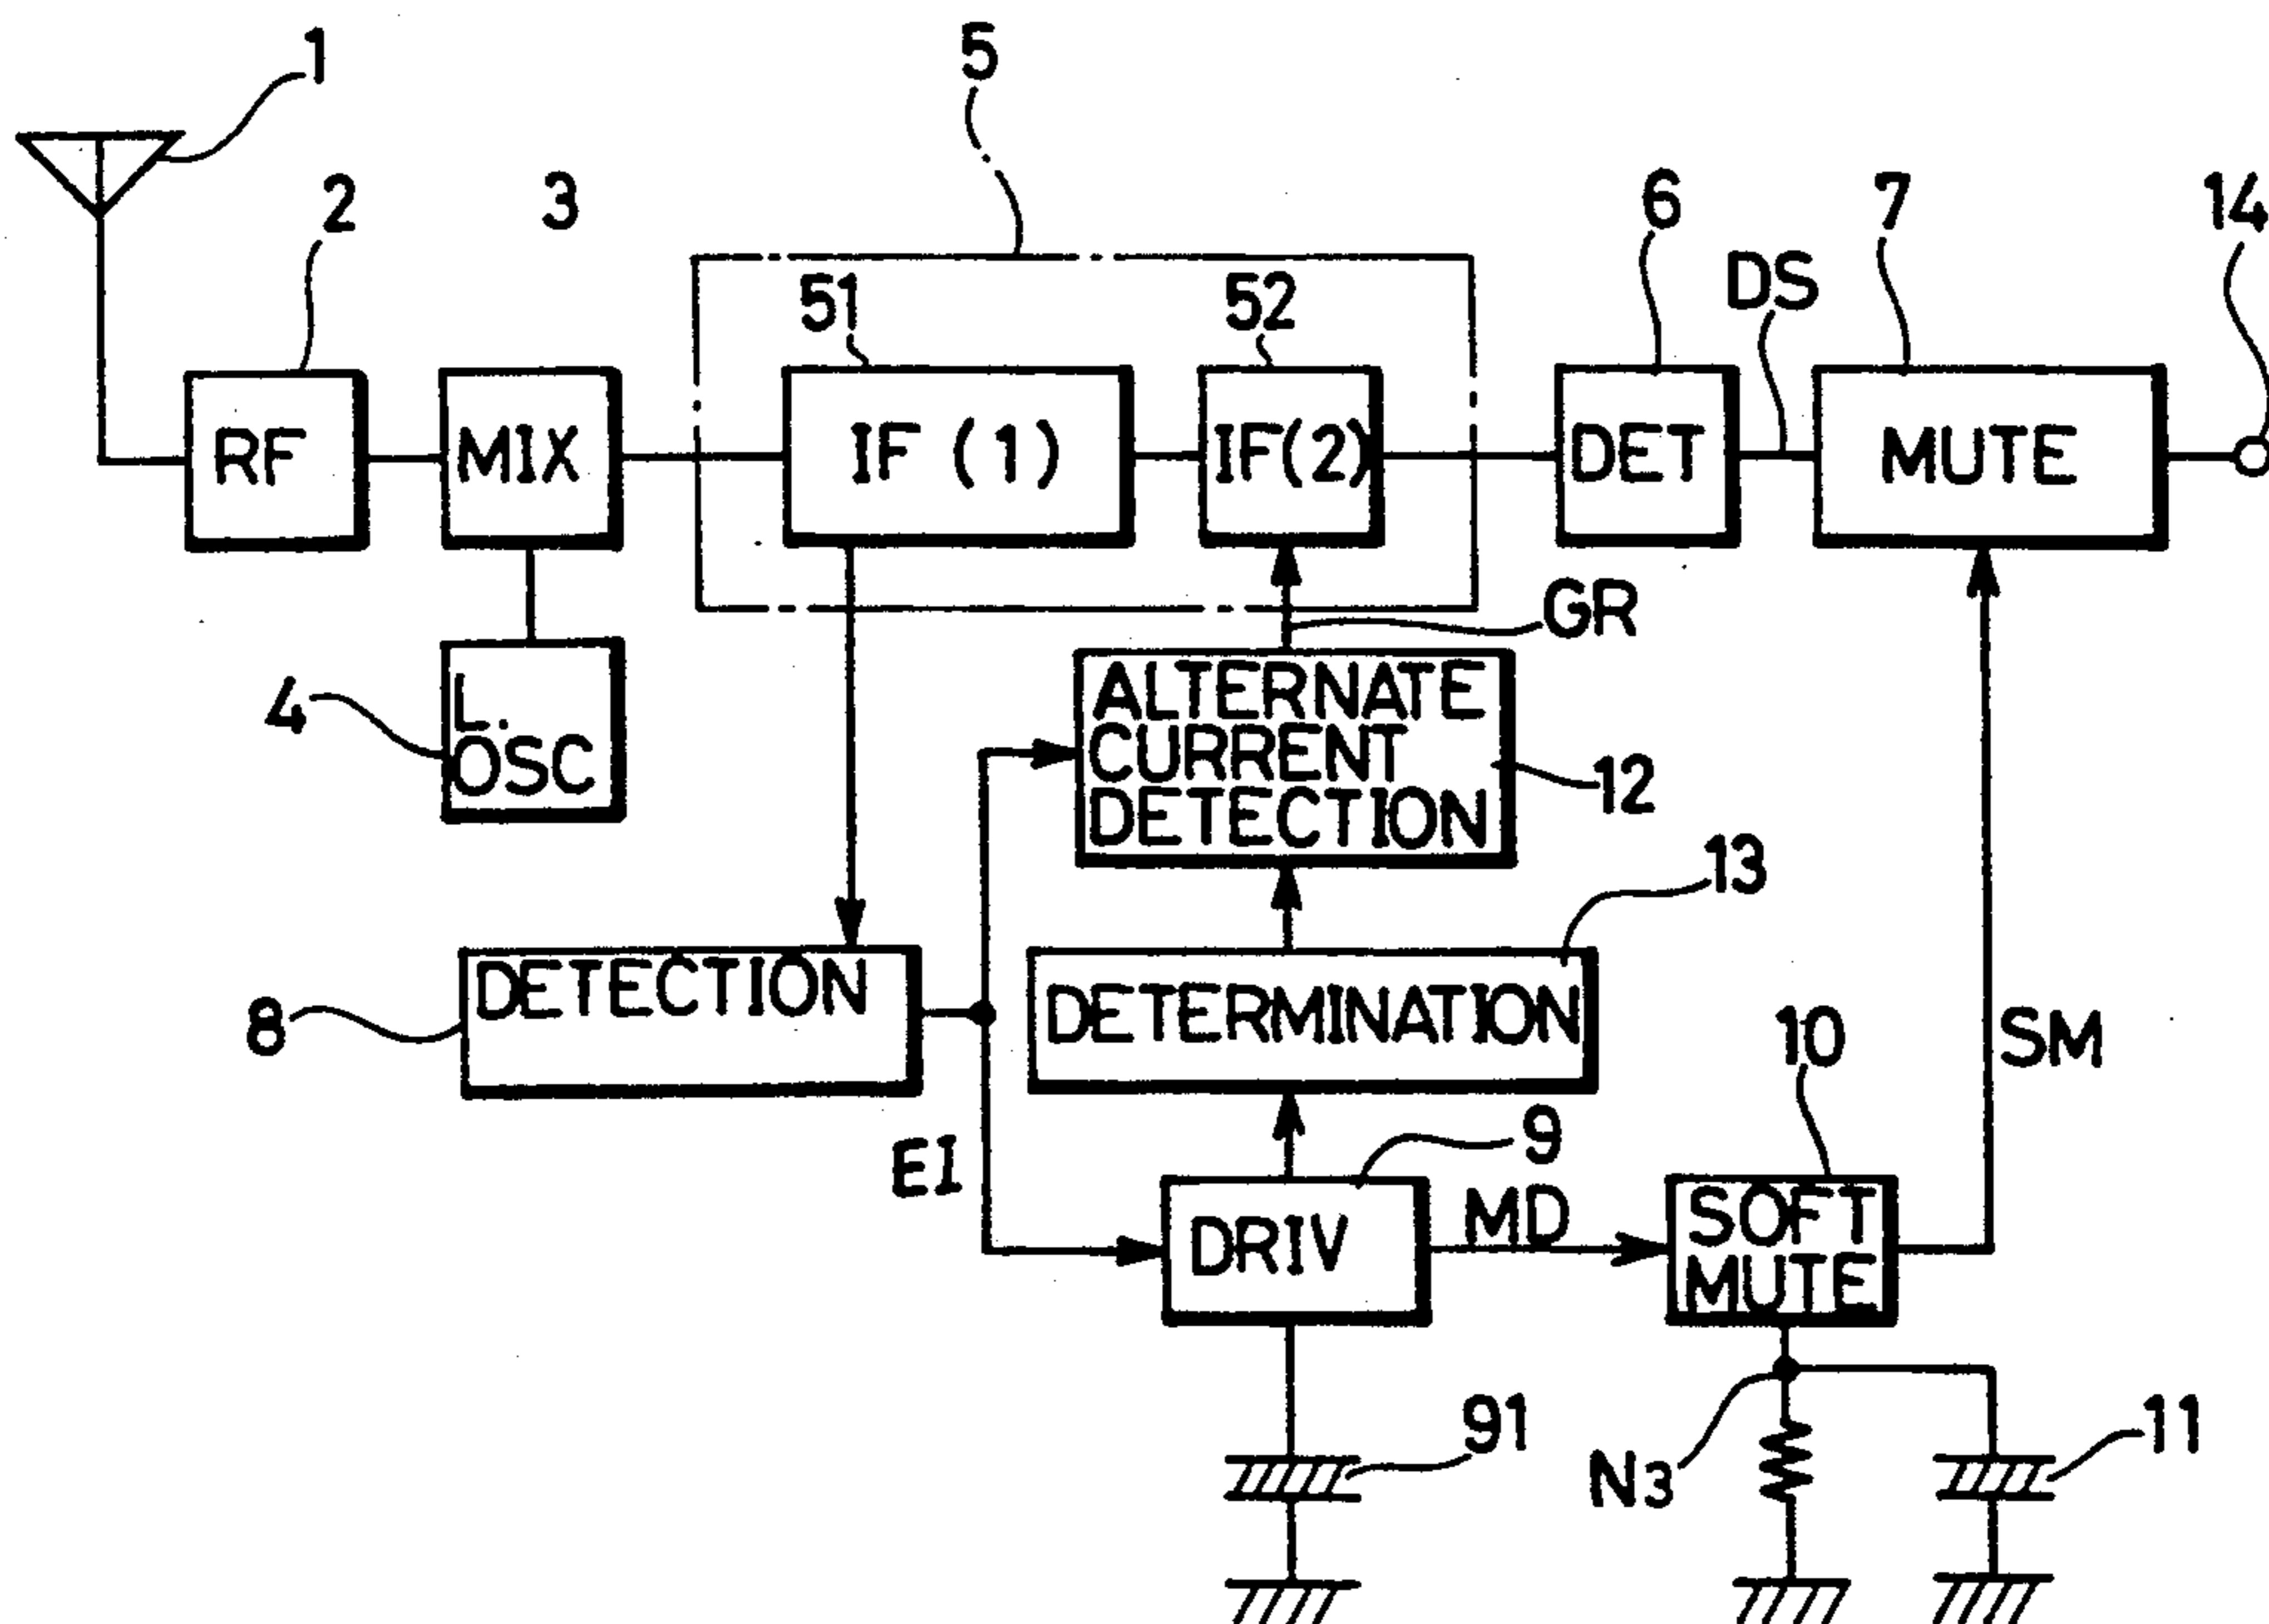 1
5
2
3
6
7
14
51
52
DS
RF
MIX
IF (1)
IF(2)
DET
MUTE
GR
4
L.
OSC
ALTERNATE
CURRENT
DETECTION
12
13
8
DETECTION
DETERMINATION
10
SM
EI
9
DRIV
MD
SOFT
MUTE
91
N3
11